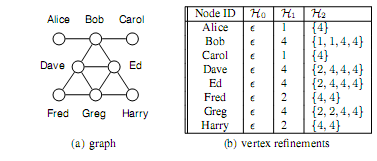 Alice Bob Carol
Dave Ed
Fred Greg Harry
(a) graph
Node ID ℋ₀ ℋ₁ ℋ₂
Alice ϵ 1 {4}
Bob ϵ 4 {1, 1, 4, 4}
Carol ϵ 1 {4}
Dave ϵ 4 {2, 4, 4, 4}
Ed ϵ 4 {2, 4, 4, 4}
Fred ϵ 2 {4, 4}
Greg ϵ 4 {2, 2, 4, 4}
Harry ϵ 2 {4, 4}
(b) vertex refinements